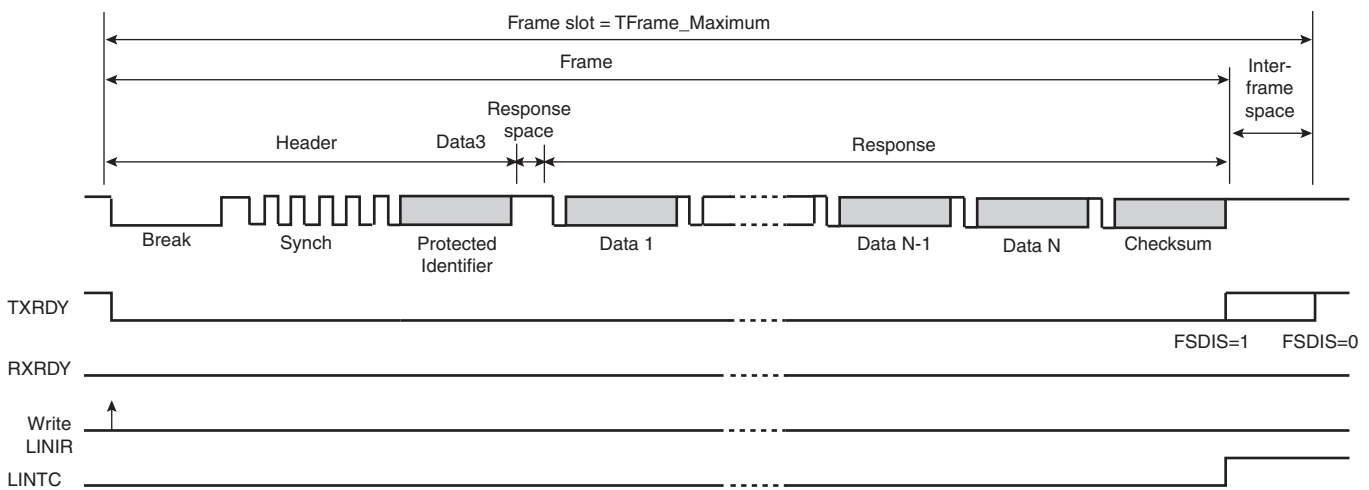 Frame slot = TFrame_Maximum
Frame
Inter-
frame
space
Response
space
Header
Data3
Response
Break
Synch
Protected
Identifier
Data 1
Data N-1
Data N
Checksum
TXRDY
FSDIS=1
FSDIS=0
RXRDY
Write
LINIR
LINTC